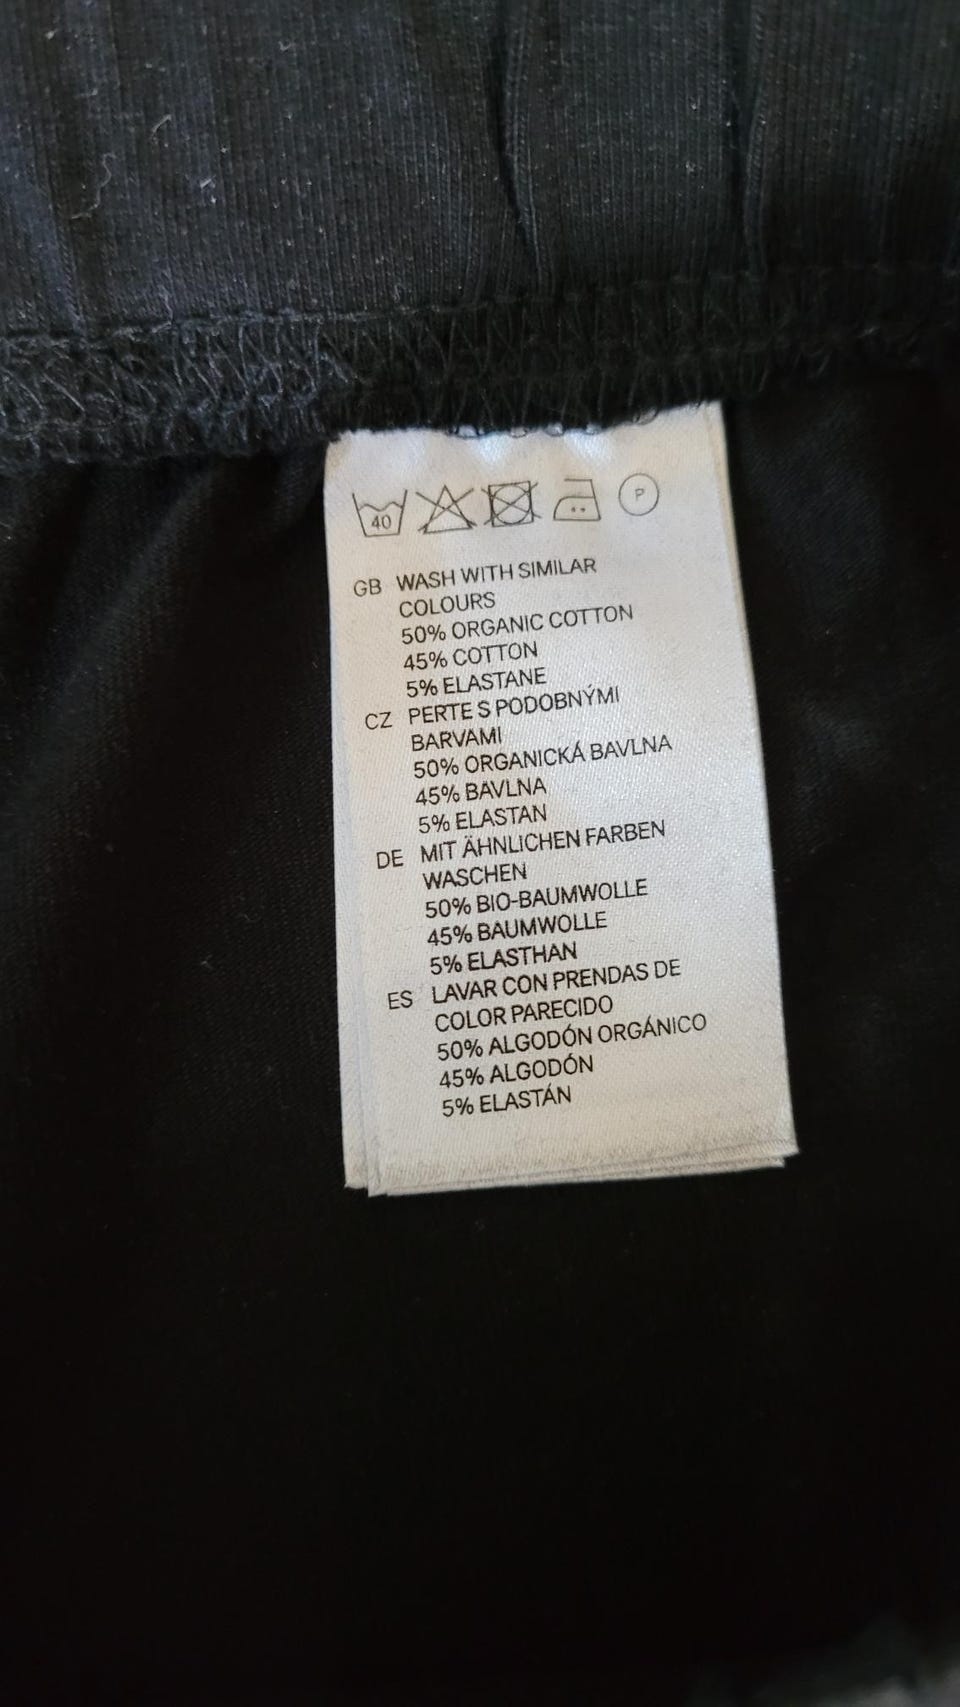 40
P
GB WASH WITH SIMILAR
COLOURS
50% ORGANIC COTTON
45% COTTON
5% ELASTANE
CZ PERTE S PODOBNÝMI
BARVAMI
50% ORGANICKÁ BAVLNA
45% BAVLNA
5% ELASTAN
DE MIT ÄHNLICHEN FARBEN
WASCHEN
50% BIO-BAUMWOLLE
45% BAUMWOLLE
5% ELASTHAN
ES LAVAR CON PRENDAS DE
COLOR PARECIDO
50% ALGODÓN ORGÁNICO
45% ALGODÓN
5% ELASTÁN